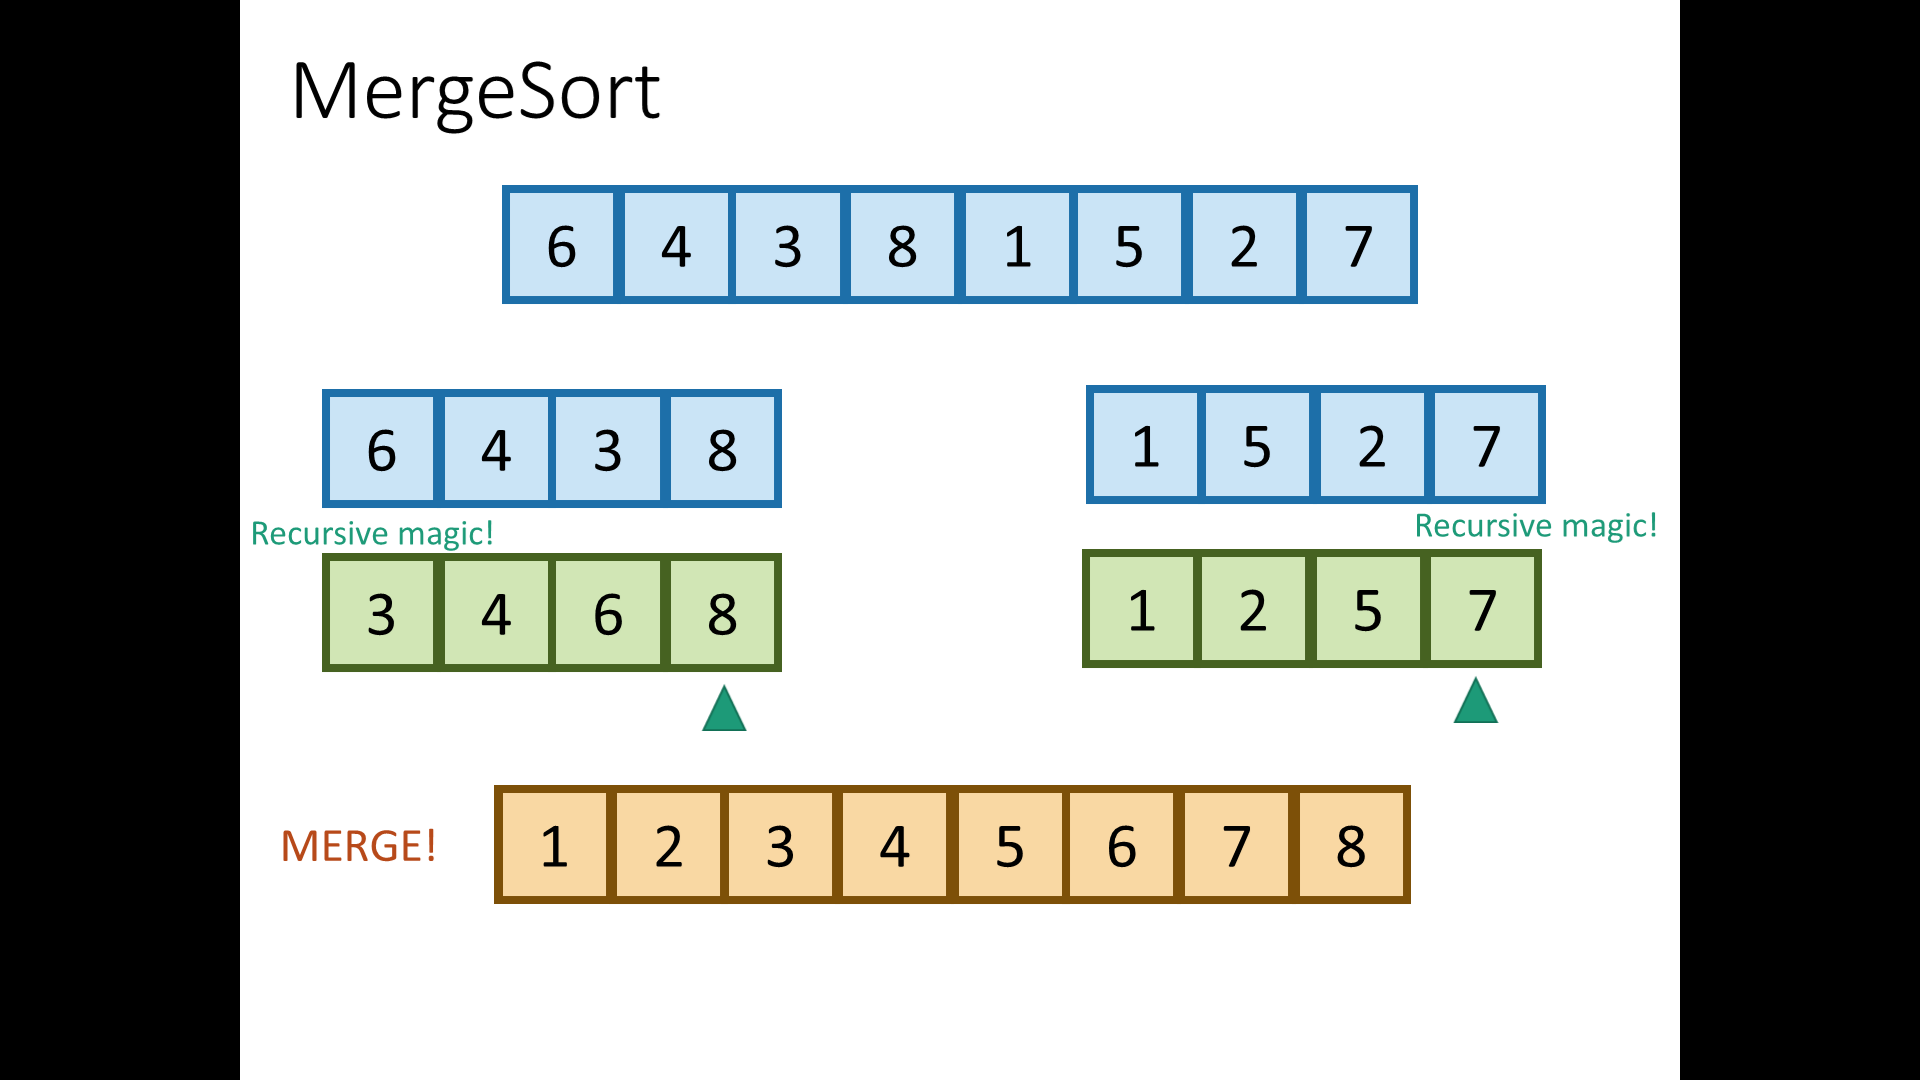 MergeSort
6 4 3 8 1 5 2 7
6 4 3 8
1 5 2 7
Recursive magic!
Recursive magic!
3 4 6 8
1 2 5 7
MERGE!
1 2 3 4 5 6 7 8